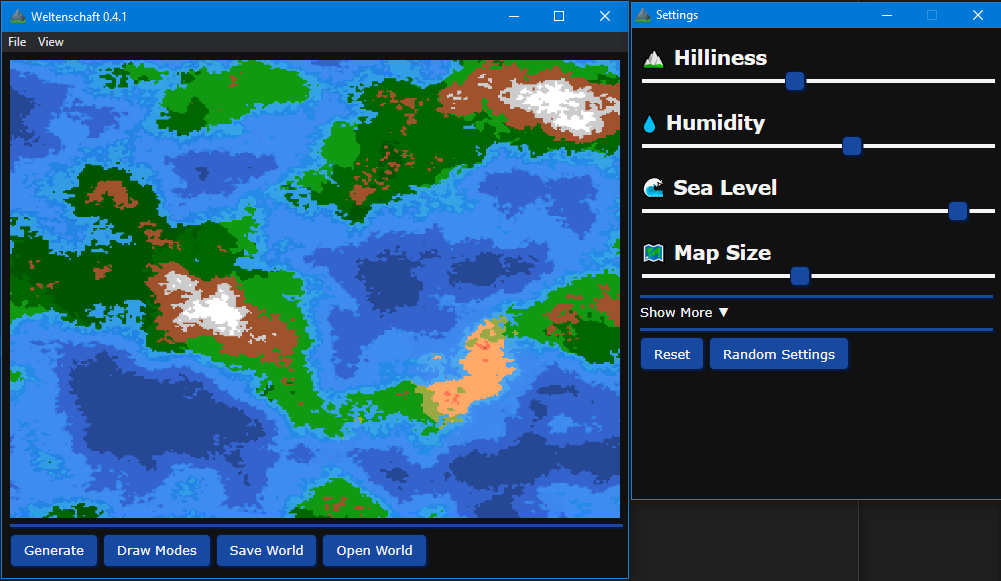 Weltenschaft 0.4.1
File View
Generate Draw Modes Save World Open World
Settings
Hilliness
Humidity
Sea Level
Map Size
Show More ▼
Reset Random Settings